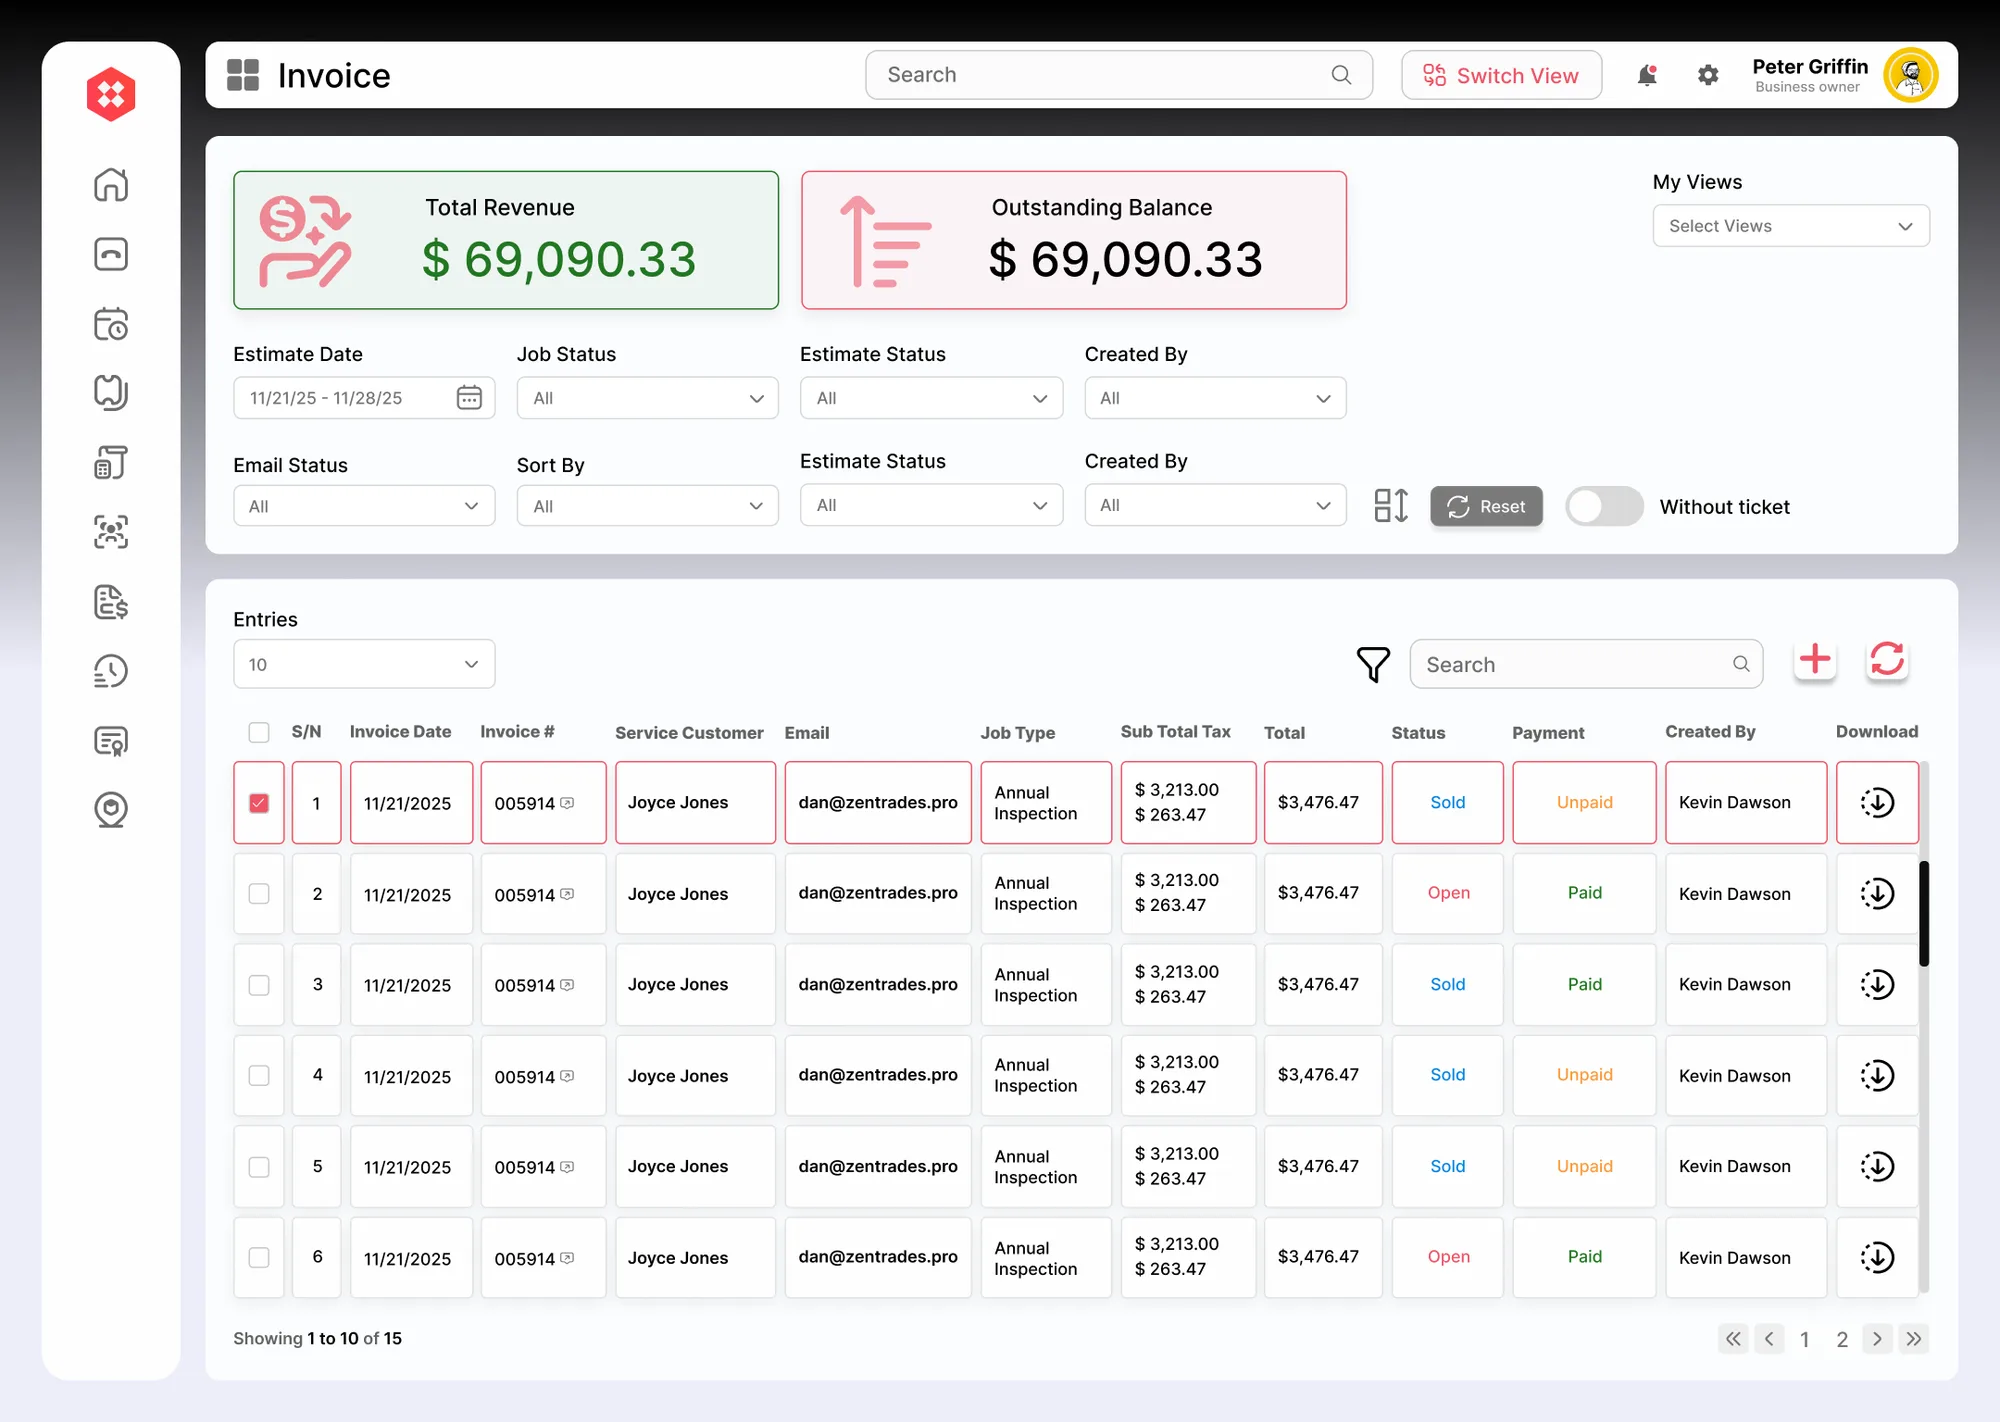 Invoice
Search
Switch View
Peter Griffin
Business owner
Total Revenue
$ 69,090.33
Outstanding Balance
$ 69,090.33
My Views
Select Views
Estimate Date
Job Status
Estimate Status
Created By
11/21/25 - 11/28/25
All
All
All
Email Status
Sort By
Estimate Status
Created By
All
All
All
All
Reset
Without ticket
Entries
10
Search
S/N Invoice Date Invoice # Service Customer Email Job Type Sub Total Tax Total Status Payment Created By Download
1 11/21/2025 005914 Joyce Jones dan@zentrades.pro Annual Inspection $ 3,213.00 $ 263.47 $3,476.47 Sold Unpaid Kevin Dawson
2 11/21/2025 005914 Joyce Jones dan@zentrades.pro Annual Inspection $ 3,213.00 $ 263.47 $3,476.47 Open Paid Kevin Dawson
3 11/21/2025 005914 Joyce Jones dan@zentrades.pro Annual Inspection $ 3,213.00 $ 263.47 $3,476.47 Sold Paid Kevin Dawson
4 11/21/2025 005914 Joyce Jones dan@zentrades.pro Annual Inspection $ 3,213.00 $ 263.47 $3,476.47 Sold Unpaid Kevin Dawson
5 11/21/2025 005914 Joyce Jones dan@zentrades.pro Annual Inspection $ 3,213.00 $ 263.47 $3,476.47 Sold Unpaid Kevin Dawson
6 11/21/2025 005914 Joyce Jones dan@zentrades.pro Annual Inspection $ 3,213.00 $ 263.47 $3,476.47 Open Paid Kevin Dawson
Showing 1 to 10 of 15
1 2